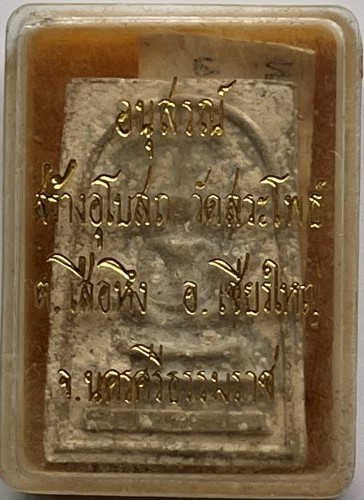 อนุสรณ์
สร้างอุโบสถ วัดสระโพธิ์
ต.เสือหึง อ.เชียรใหญ่
จ.นครศรีธรรมราช